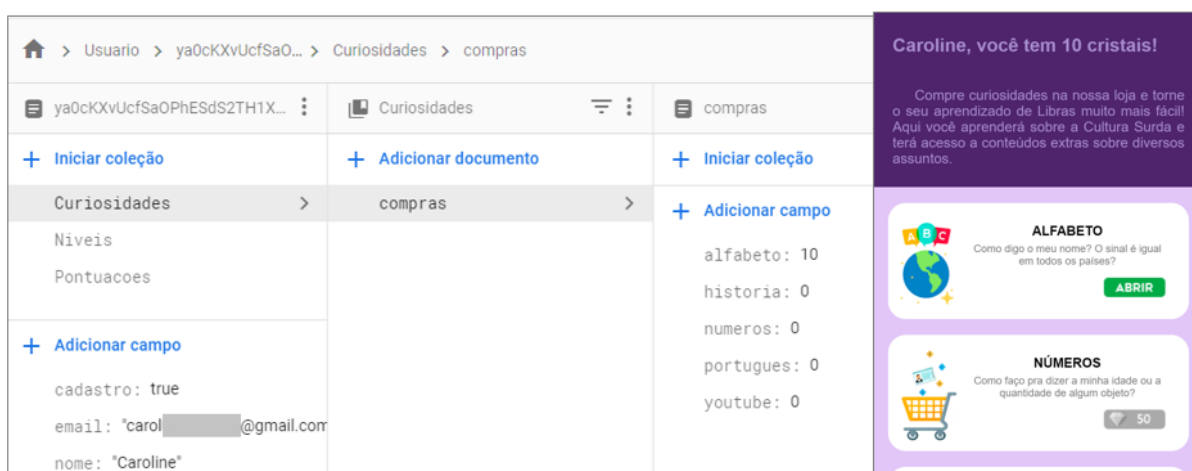 Usuario > ya0cKXvUcfSaO... > Curiosidades > compras
ya0cKXvUcfSaOPhESdS2TH1X...
Iniciar coleção
Curiosidades
Niveis
Pontuacoes
Adicionar campo
cadastro: true
email: "carol @gmail.com
nome: "Caroline"
Curiosidades
Adicionar documento
compras
compras
Iniciar coleção
Adicionar campo
alfabeto: 10
historia: 0
numeros: 0
portugues: 0
youtube: 0
Caroline, você tem 10 cristais!
Compre curiosidades na nossa loja e torne
o seu aprendizado de Libras muito mais fácil!
Aqui você aprenderá sobre a Cultura Surda e
terá acesso a conteúdos extras sobre diversos
assuntos.
A B C
ALFABETO
Como digo o meu nome? O sinal é igual
em todos os países?
ABRIR
NÚMEROS
Como faço pra dizer a minha idade ou a
quantidade de algum objeto?
50